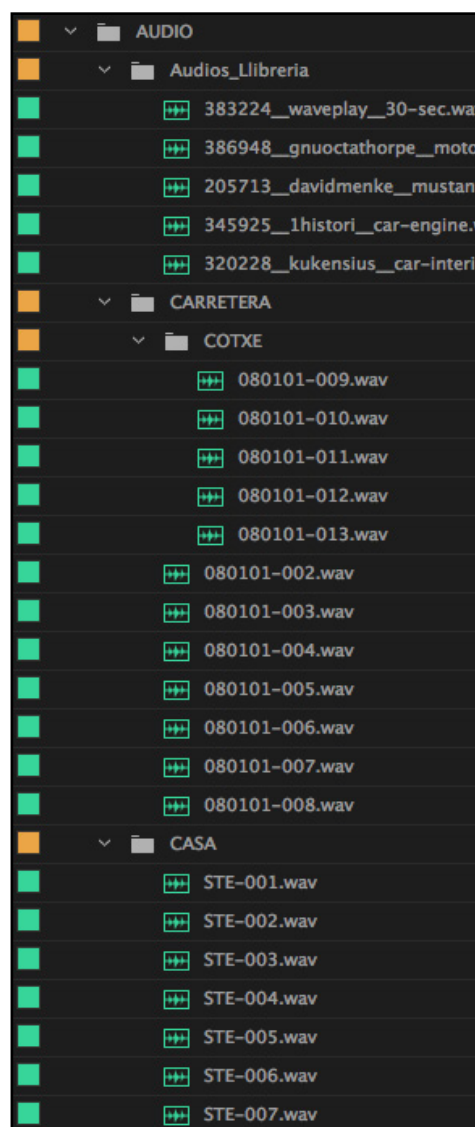 AUDIO
Audios_Llibreria
383224__waveplay__30-sec.wa
386948__gnuoctathorpe__moto
205713__davidmenke__mustan
345925__1histori__car-engine.
320228__kukensius__car-interi
CARRETERA
COTXE
080101-009.wav
080101-010.wav
080101-011.wav
080101-012.wav
080101-013.wav
080101-002.wav
080101-003.wav
080101-004.wav
080101-005.wav
080101-006.wav
080101-007.wav
080101-008.wav
CASA
STE-001.wav
STE-002.wav
STE-003.wav
STE-004.wav
STE-005.wav
STE-006.wav
STE-007.wav